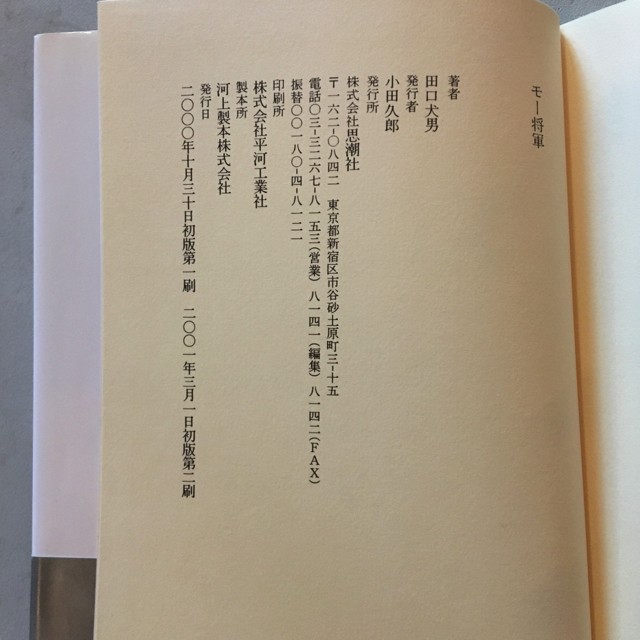 モー将軍
著者
田口犬男
発行者
小田久郎
発行所
株式会社思潮社
〒一六二-〇八四二 東京都新宿区市谷砂土原町三-十五
電話〇三-三二六七-八一五三(営業) 八一四一(編集) 八一四二(FAX)
振替〇〇一八〇-四-八一二一
印刷所
株式会社平河工業社
製本所
河上製本株式会社
発行日
二〇〇〇年十月三十日初版第一刷 二〇〇一年三月一日初版第二刷